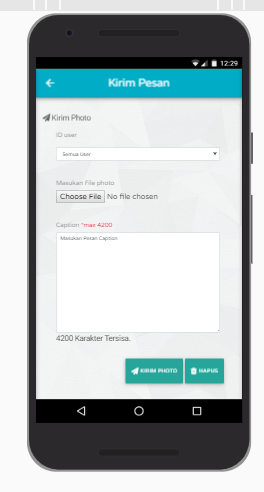 12:29
Kirim Pesan
Kirim Photo
ID user
Semua User
Masukan File photo
Choose File No file chosen
Caption *max 4200
Masukan Pesan Caption
4200 Karakter Tersisa.
KIRIM PHOTO HAPUS